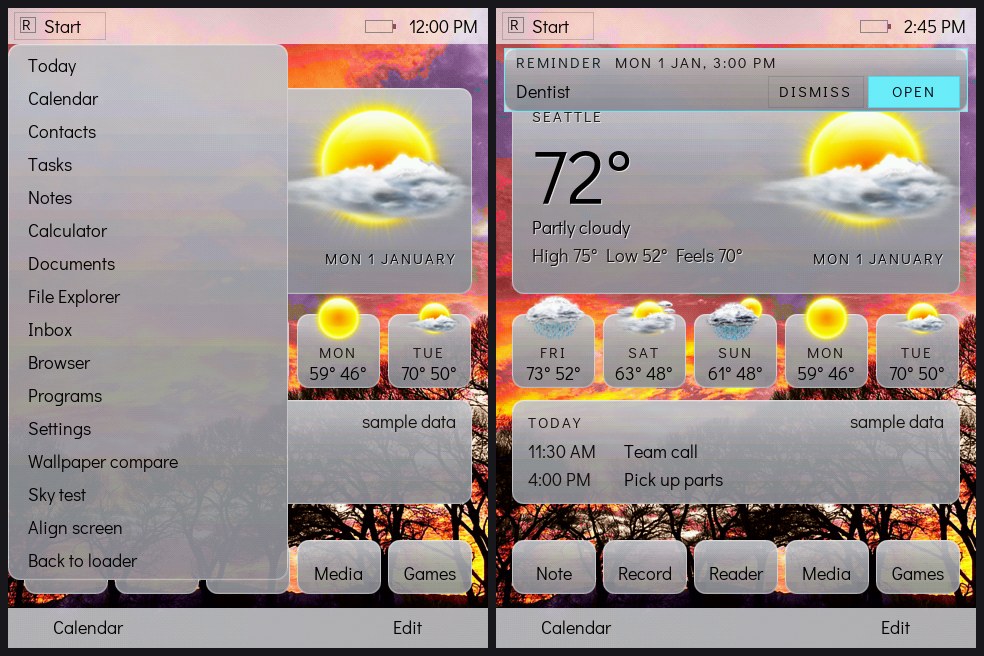 R Start 12:00 PM
Today
Calendar
Contacts
Tasks
Notes
Calculator
Documents
File Explorer
Inbox
Browser
Programs
Settings
Wallpaper compare
Sky test
Align screen
Back to loader
MON 1 JANUARY
MON
59° 46°
TUE
70° 50°
sample data
Media
Games
Calendar Edit
R Start 2:45 PM
REMINDER MON 1 JAN, 3:00 PM
Dentist DISMISS OPEN
SEATTLE
72°
Partly cloudy
High 75° Low 52° Feels 70°
MON 1 JANUARY
FRI
73° 52°
SAT
63° 48°
SUN
61° 48°
MON
59° 46°
TUE
70° 50°
TODAY sample data
11:30 AM Team call
4:00 PM Pick up parts
Note
Record
Reader
Media
Games
Calendar Edit